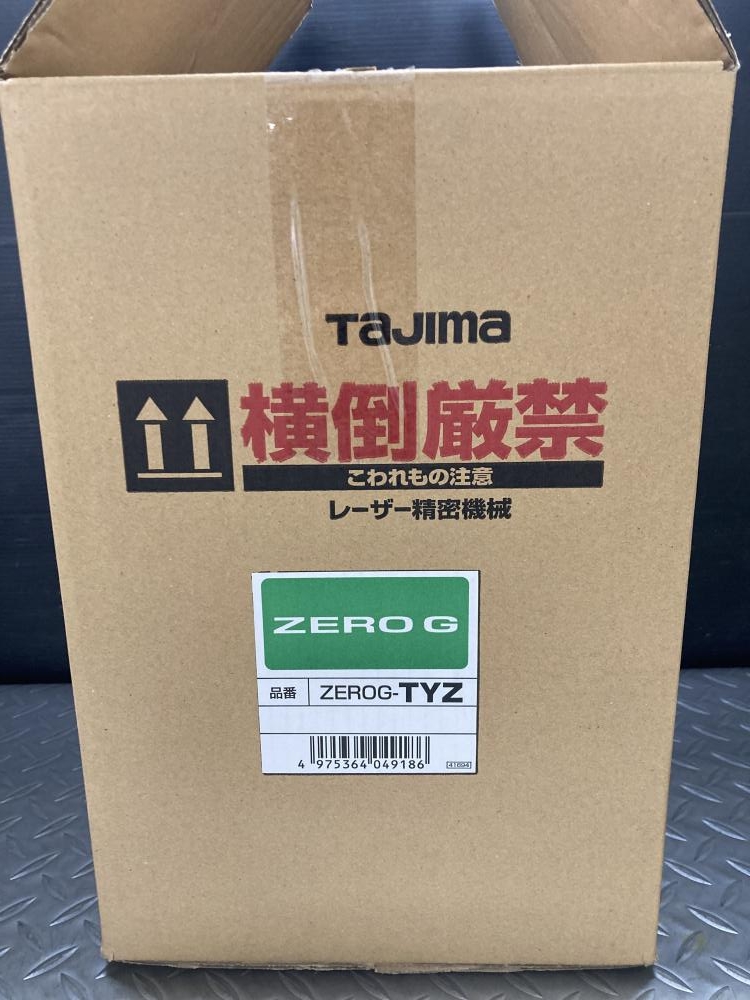 TaJIma
横倒厳禁
こわれもの注意
レーザー精密機械
ZERO G
品番 ZEROG-TYZ
4 975364 049186